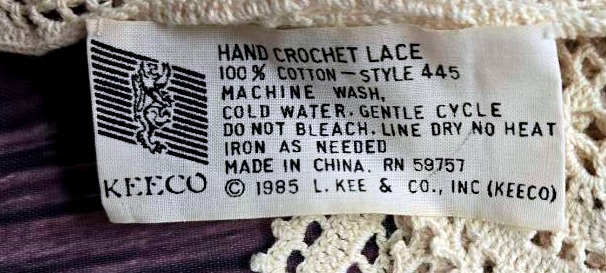 HAND CROCHET LACE
100% COTTON—STYLE 445
MACHINE WASH,
COLD WATER. GENTLE CYCLE
DO NOT BLEACH. LINE DRY NO HEAT
IRON AS NEEDED
MADE IN CHINA. RN 59757
KEECO © 1985 L. KEE & CO., INC (KEECO)